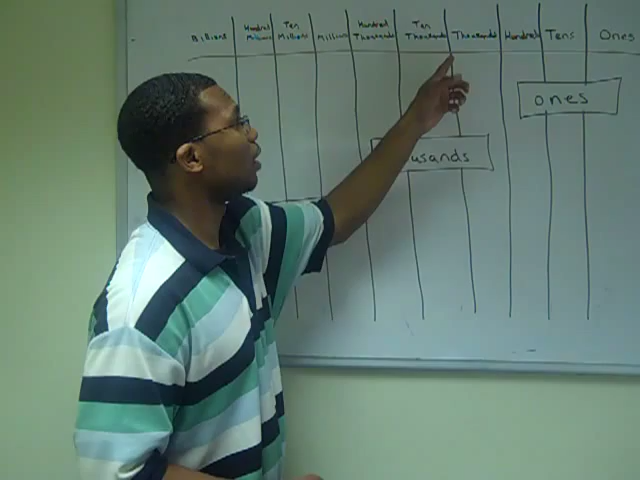 Billions
Hundred
Millions
Ten
Millions
Millions
Hundred
Thousands
Ten
Thousands
Thousands
Hundreds
Tens
Ones
ones
usands